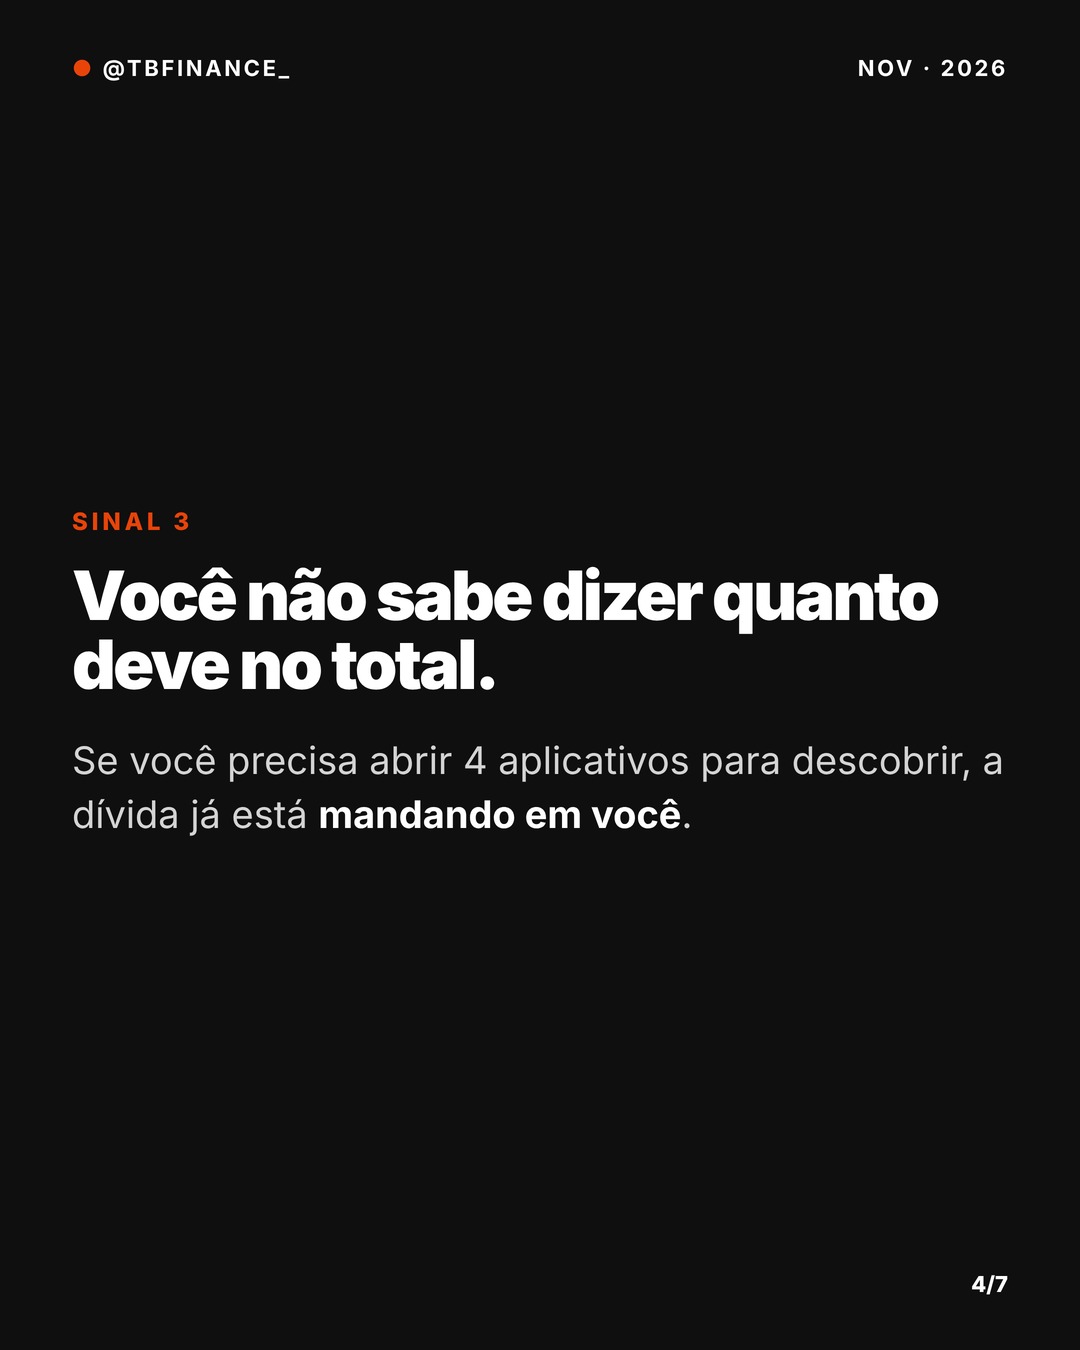 @TBFINANCE_
NOV · 2026
SINAL 3
Você não sabe dizer quanto
deve no total.
Se você precisa abrir 4 aplicativos para descobrir, a
dívida já está mandando em você.
4/7